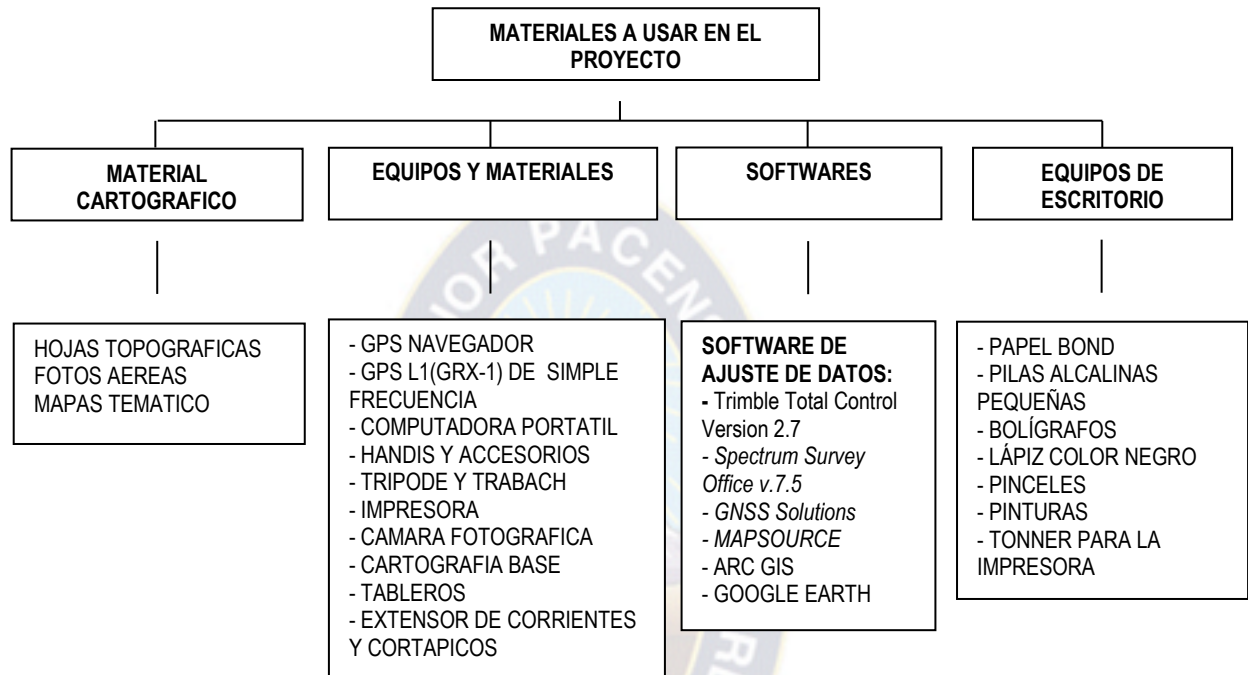 MATERIALES A USAR EN EL
PROYECTO
MATERIAL
CARTOGRAFICO
EQUIPOS Y MATERIALES
SOFTWARES
EQUIPOS DE
ESCRITORIO
HOJAS TOPOGRAFICAS
FOTOS AEREAS
MAPAS TEMATICO
- GPS NAVEGADOR
- GPS L1(GRX-1) DE SIMPLE
FRECUENCIA
- COMPUTADORA PORTATIL
- HANDIS Y ACCESORIOS
- TRIPODE Y TRABACH
- IMPRESORA
- CAMARA FOTOGRAFICA
- CARTOGRAFIA BASE
- TABLEROS
- EXTENSOR DE CORRIENTES
Y CORTAPICOS
SOFTWARE DE
AJUSTE DE DATOS:
- Trimble Total Control
Version 2.7
- Spectrum Survey
Office v.7.5
- GNSS Solutions
- MAPSOURCE
- ARC GIS
- GOOGLE EARTH
- PAPEL BOND
- PILAS ALCALINAS
PEQUEÑAS
- BOLÍGRAFOS
- LÁPIZ COLOR NEGRO
- PINCELES
- PINTURAS
- TONNER PARA LA
IMPRESORA